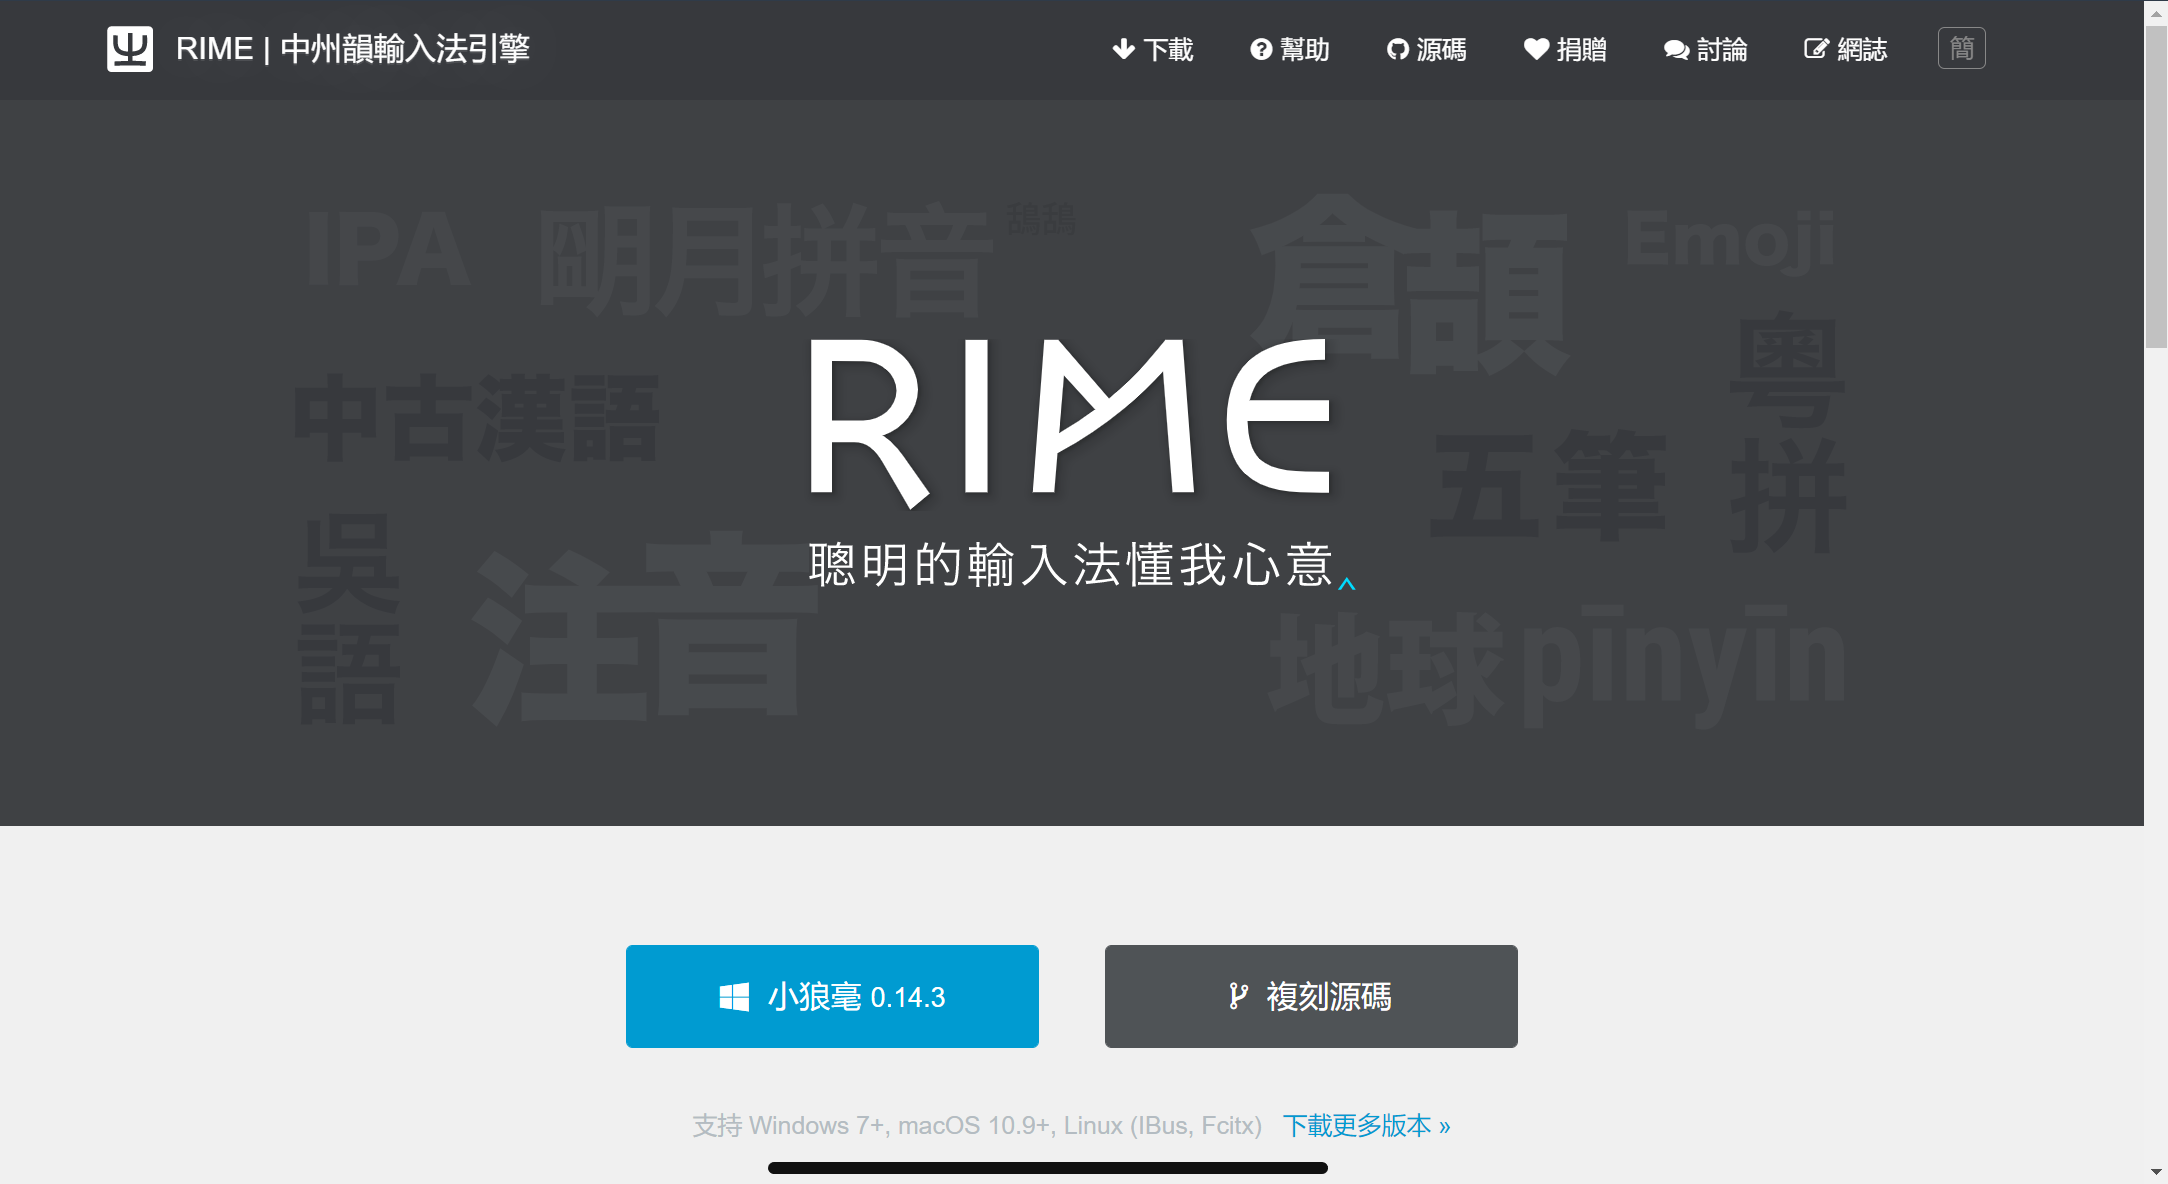 RIME | 中州韻輸入法引擎
下載 幫助 源碼 捐贈 討論 網誌 簡
IPA 明月拼音 鴰鴰 倉頡 Emoji
粵拼
中古漢語
RIME
五筆
吳語
注音
聰明的輸入法懂我心意‸
地球pīnyīn
小狼毫 0.14.3
複刻源碼
支持 Windows 7+, macOS 10.9+, Linux (IBus, Fcitx) 下載更多版本 »